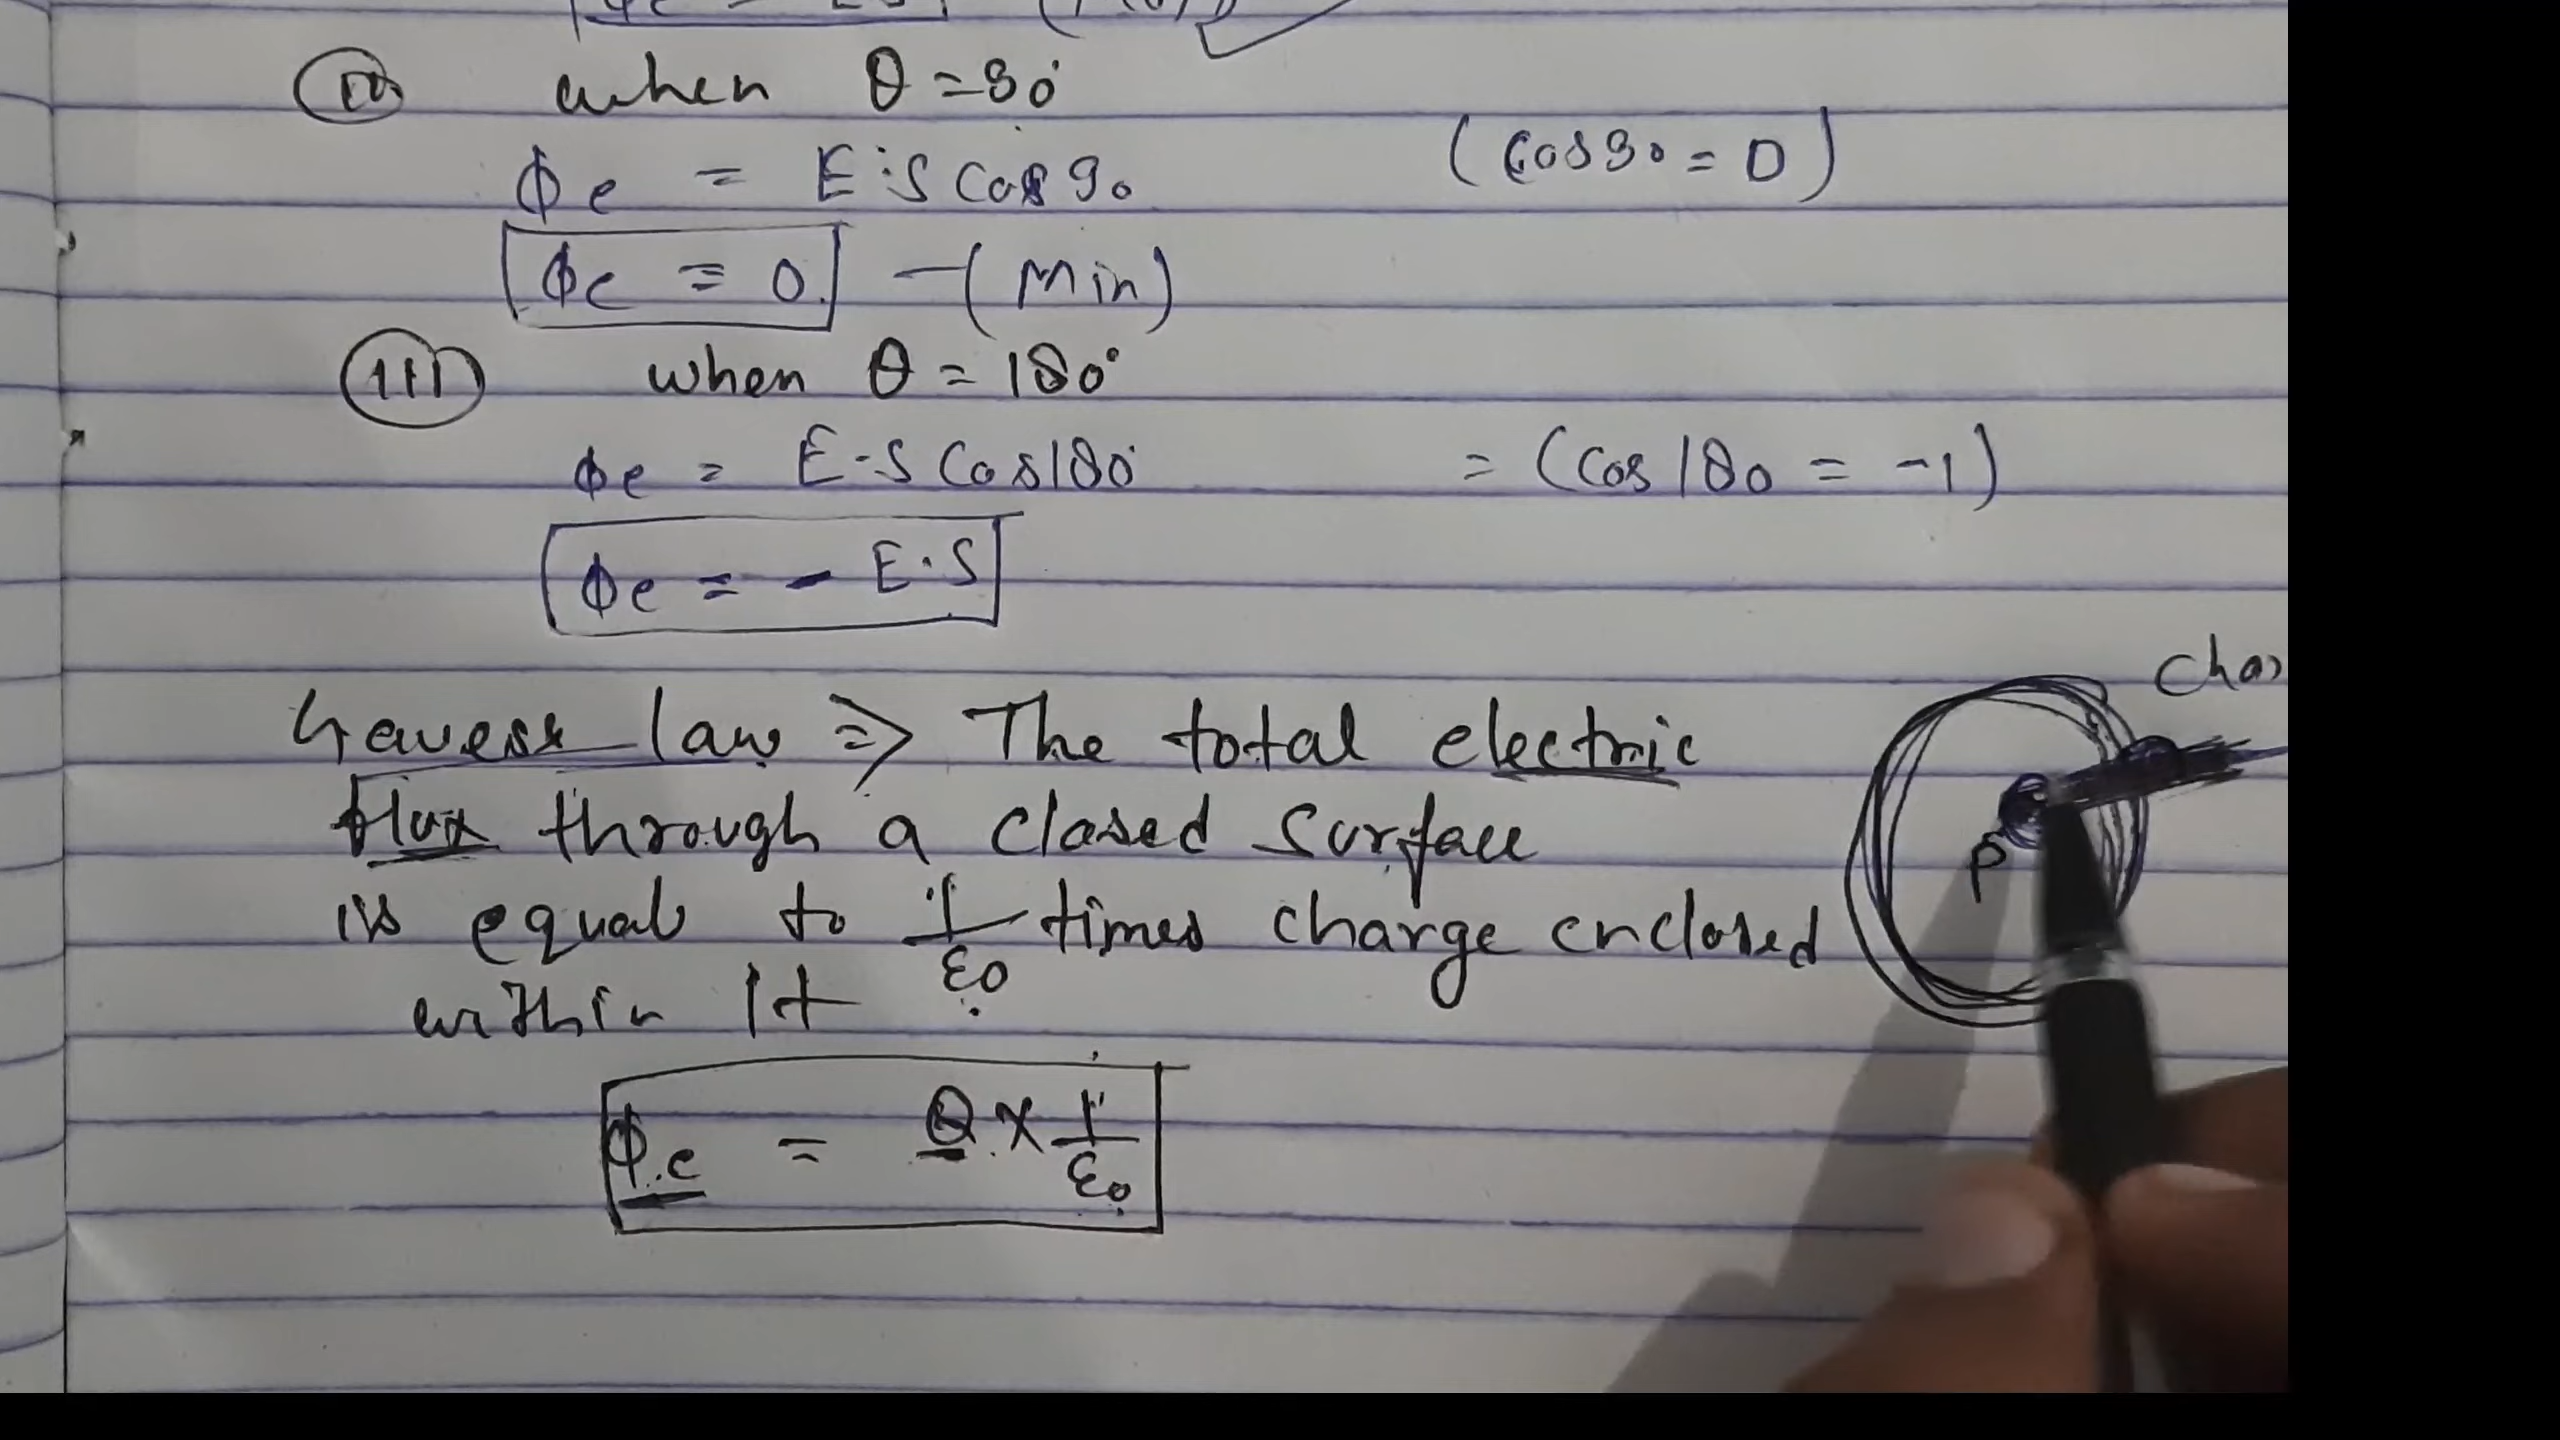 (ii) when θ = 90°
ϕe = E·S Cos 90 (Cos 90 = 0)
ϕe = 0. —(Min)
(iii) when θ = 180°
ϕe = E·S Cos 180° = (Cos 180 = -1)
ϕe = - E·S
Gauess law ⇒ The total electric
flux through a closed surface
is equal to 1/ε0 times charge enclosed
within It
P
ϕe = Q × 1/ε0